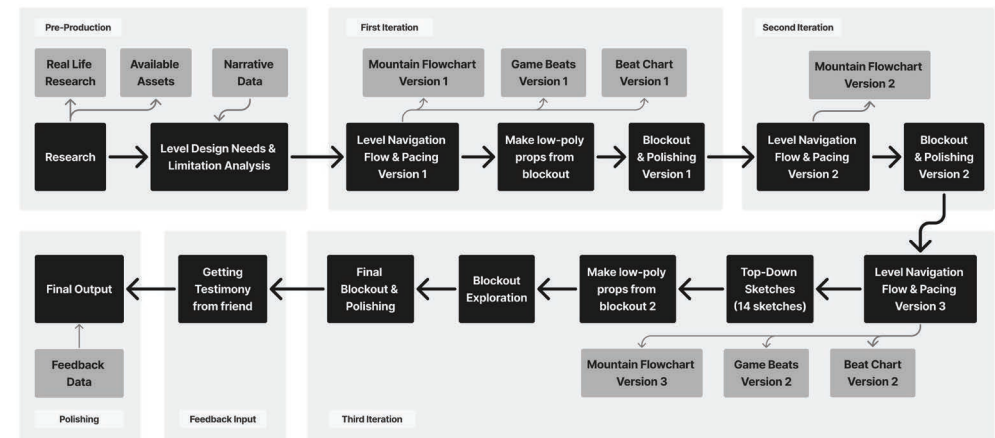 Pre-Production
Real Life
Research
Available
Assets
Narrative
Data
Research
Level Design Needs &
Limitation Analysis
First Iteration
Mountain Flowchart
Version 1
Game Beats
Version 1
Beat Chart
Version 1
Level Navigation
Flow & Pacing
Version 1
Make low-poly
props from
blockout
Blockout
& Polishing
Version 1
Second Iteration
Mountain Flowchart
Version 2
Level Navigation
Flow & Pacing
Version 2
Blockout
& Polishing
Version 2
Level Navigation
Flow & Pacing
Version 3
Top-Down
Sketches
(14 sketches)
Make low-poly
props from
blockout 2
Blockout
Exploration
Final
Blockout &
Polishing
Mountain Flowchart
Version 3
Game Beats
Version 2
Beat Chart
Version 2
Third Iteration
Getting
Testimony
from friend
Feedback Input
Final Output
Feedback
Data
Polishing